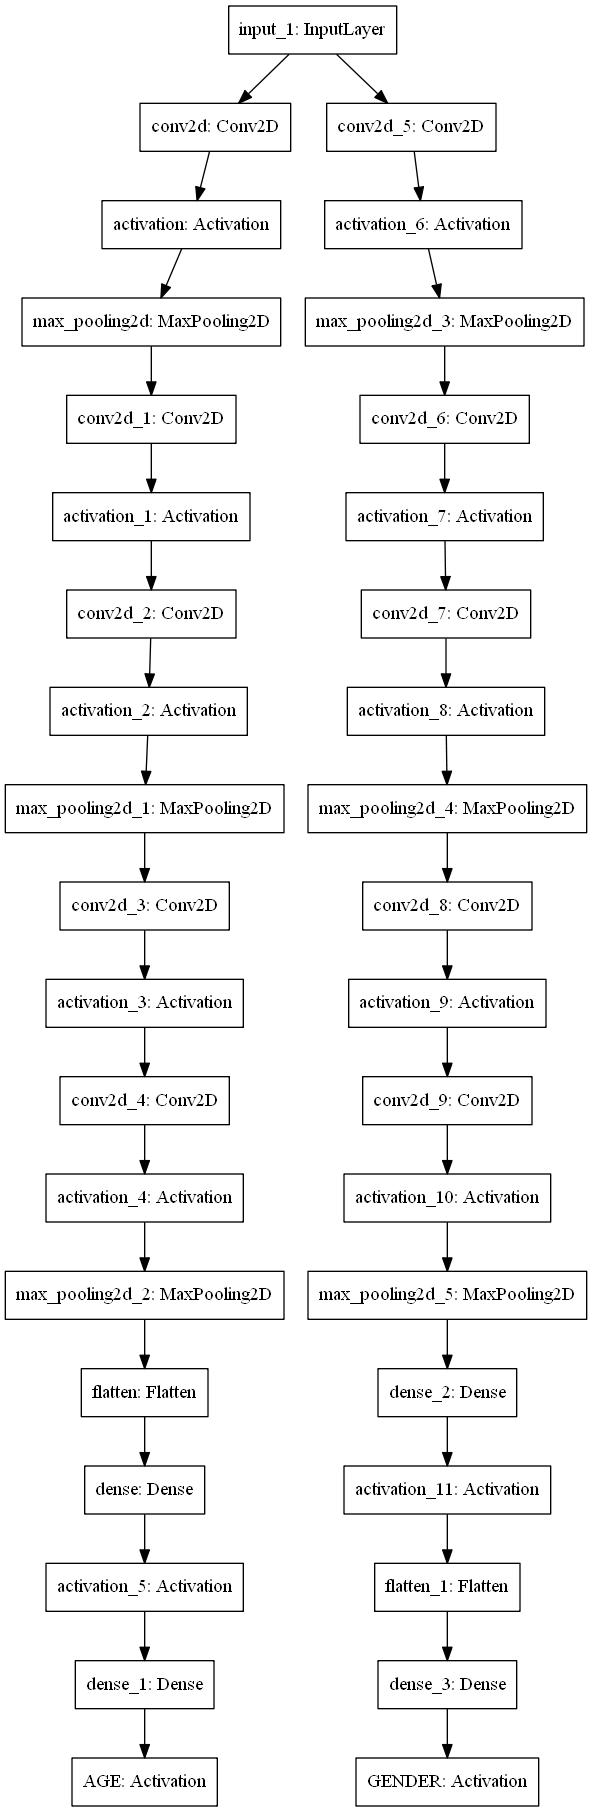 input_1: InputLayer
conv2d: Conv2D
conv2d_5: Conv2D
activation: Activation
activation_6: Activation
max_pooling2d: MaxPooling2D
max_pooling2d_3: MaxPooling2D
conv2d_1: Conv2D
conv2d_6: Conv2D
activation_1: Activation
activation_7: Activation
conv2d_2: Conv2D
conv2d_7: Conv2D
activation_2: Activation
activation_8: Activation
max_pooling2d_1: MaxPooling2D
max_pooling2d_4: MaxPooling2D
conv2d_3: Conv2D
conv2d_8: Conv2D
activation_3: Activation
activation_9: Activation
conv2d_4: Conv2D
conv2d_9: Conv2D
activation_4: Activation
activation_10: Activation
max_pooling2d_2: MaxPooling2D
max_pooling2d_5: MaxPooling2D
flatten: Flatten
dense_2: Dense
dense: Dense
activation_11: Activation
activation_5: Activation
flatten_1: Flatten
dense_1: Dense
dense_3: Dense
AGE: Activation
GENDER: Activation